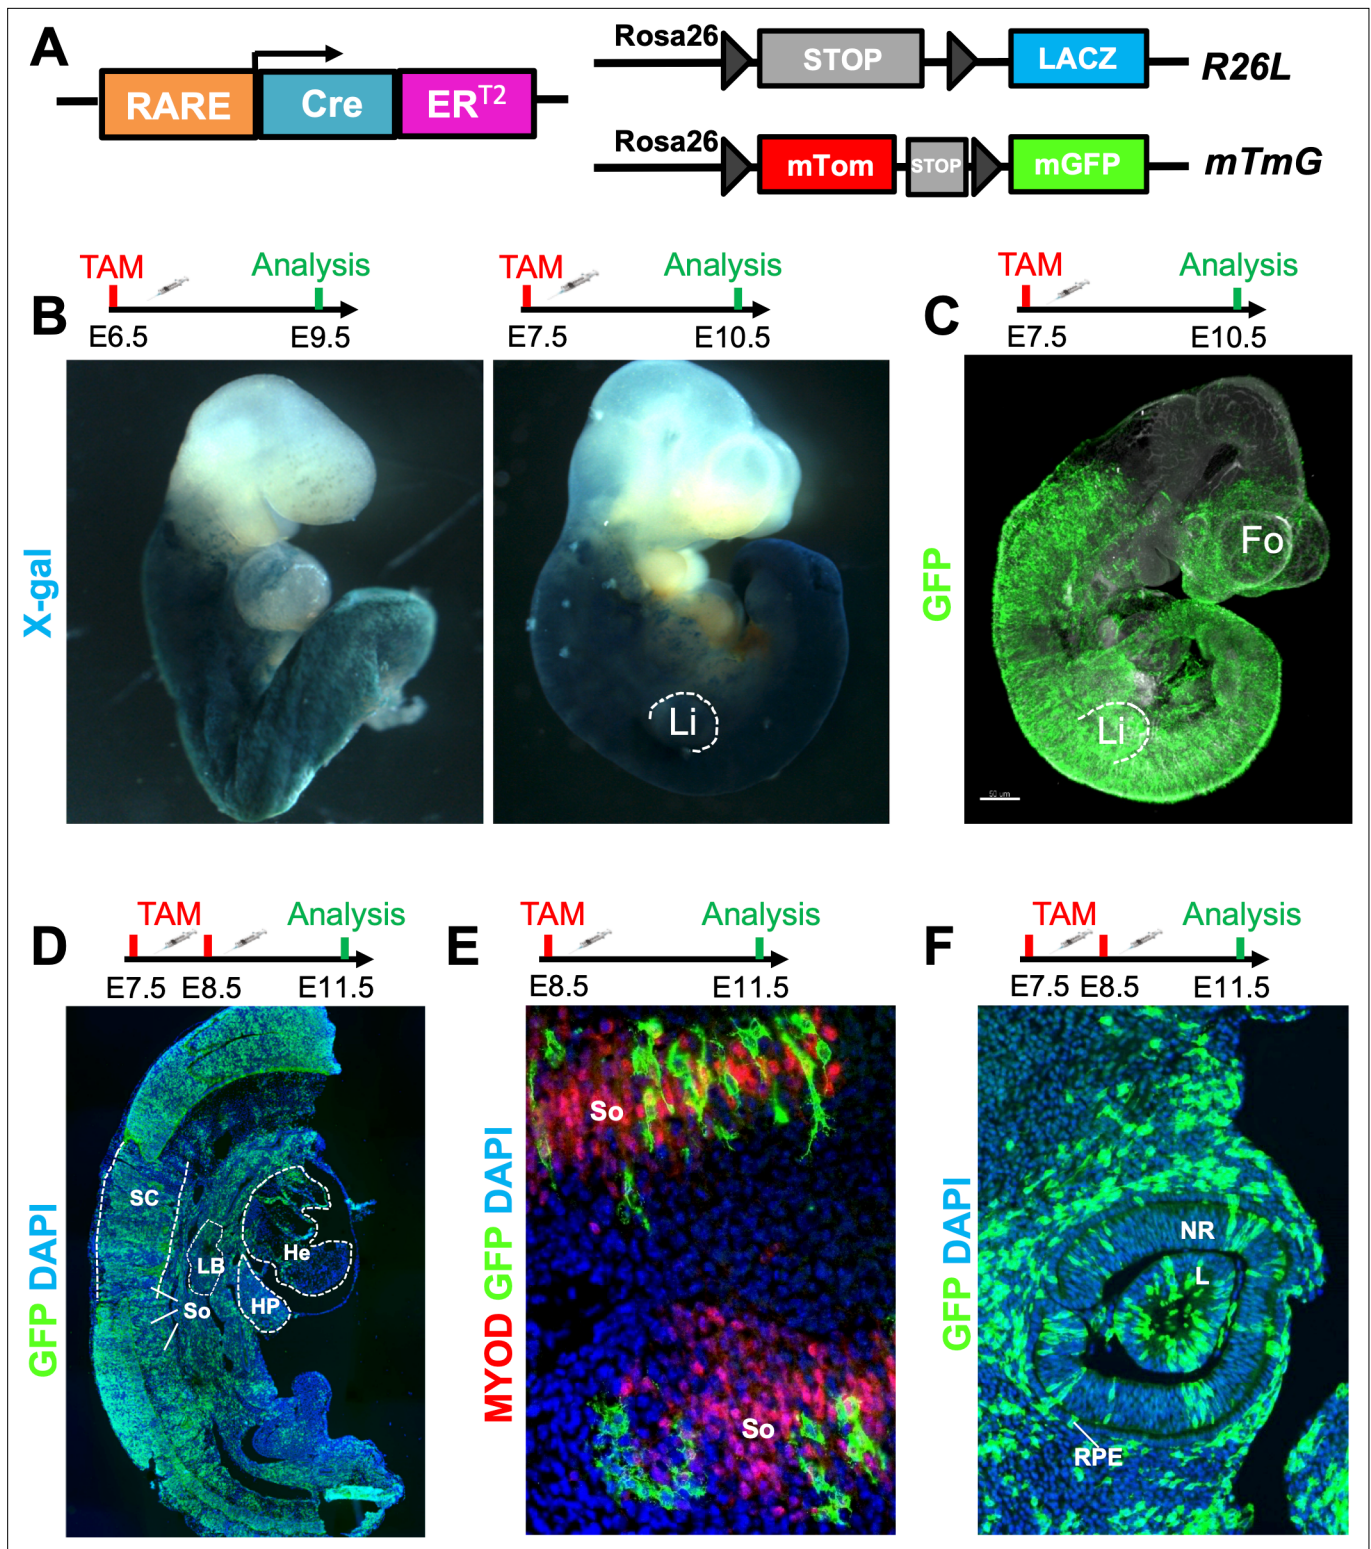 A
RARE
Cre
ER^T2
Rosa26
STOP
LACZ
R26L
Rosa26
mTom
STOP
mGFP
mTmG
B
TAM
Analysis
E6.5
E9.5
TAM
Analysis
E7.5
E10.5
X-gal
Li
C
TAM
Analysis
E7.5
E10.5
GFP
Fo
Li
D
TAM
Analysis
E7.5
E8.5
E11.5
GFP DAPI
SC
So
LB
HP
He
E
TAM
Analysis
E8.5
E11.5
MYOD GFP DAPI
So
So
F
TAM
Analysis
E7.5
E8.5
E11.5
GFP DAPI
NR
L
RPE